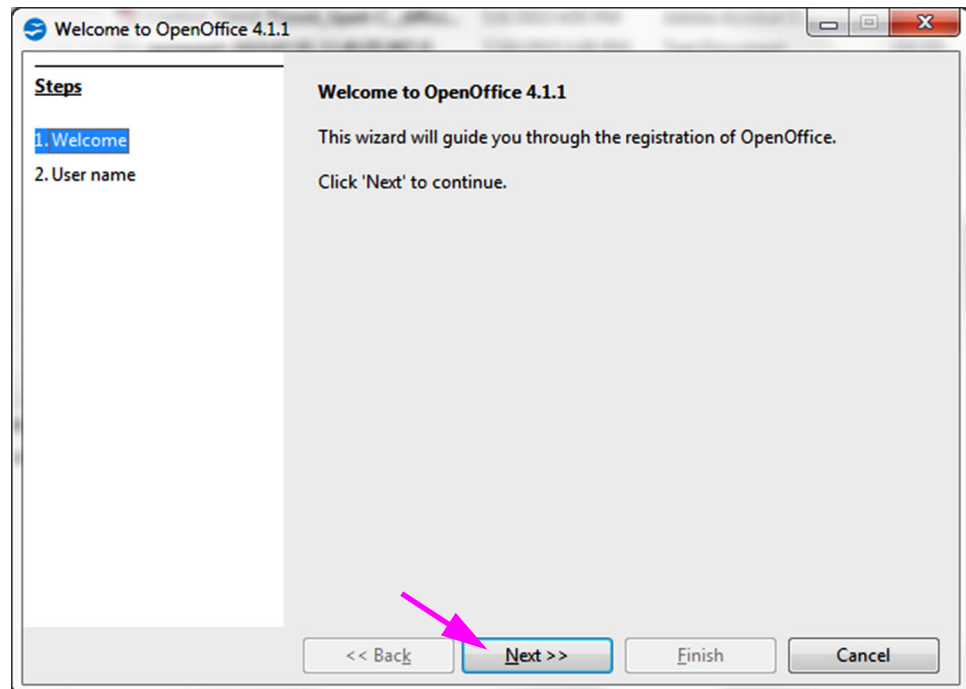 Welcome to OpenOffice 4.1.1
Steps
1. Welcome
2. User name
Welcome to OpenOffice 4.1.1
This wizard will guide you through the registration of OpenOffice.
Click 'Next' to continue.
<< Back
Next >>
Finish
Cancel